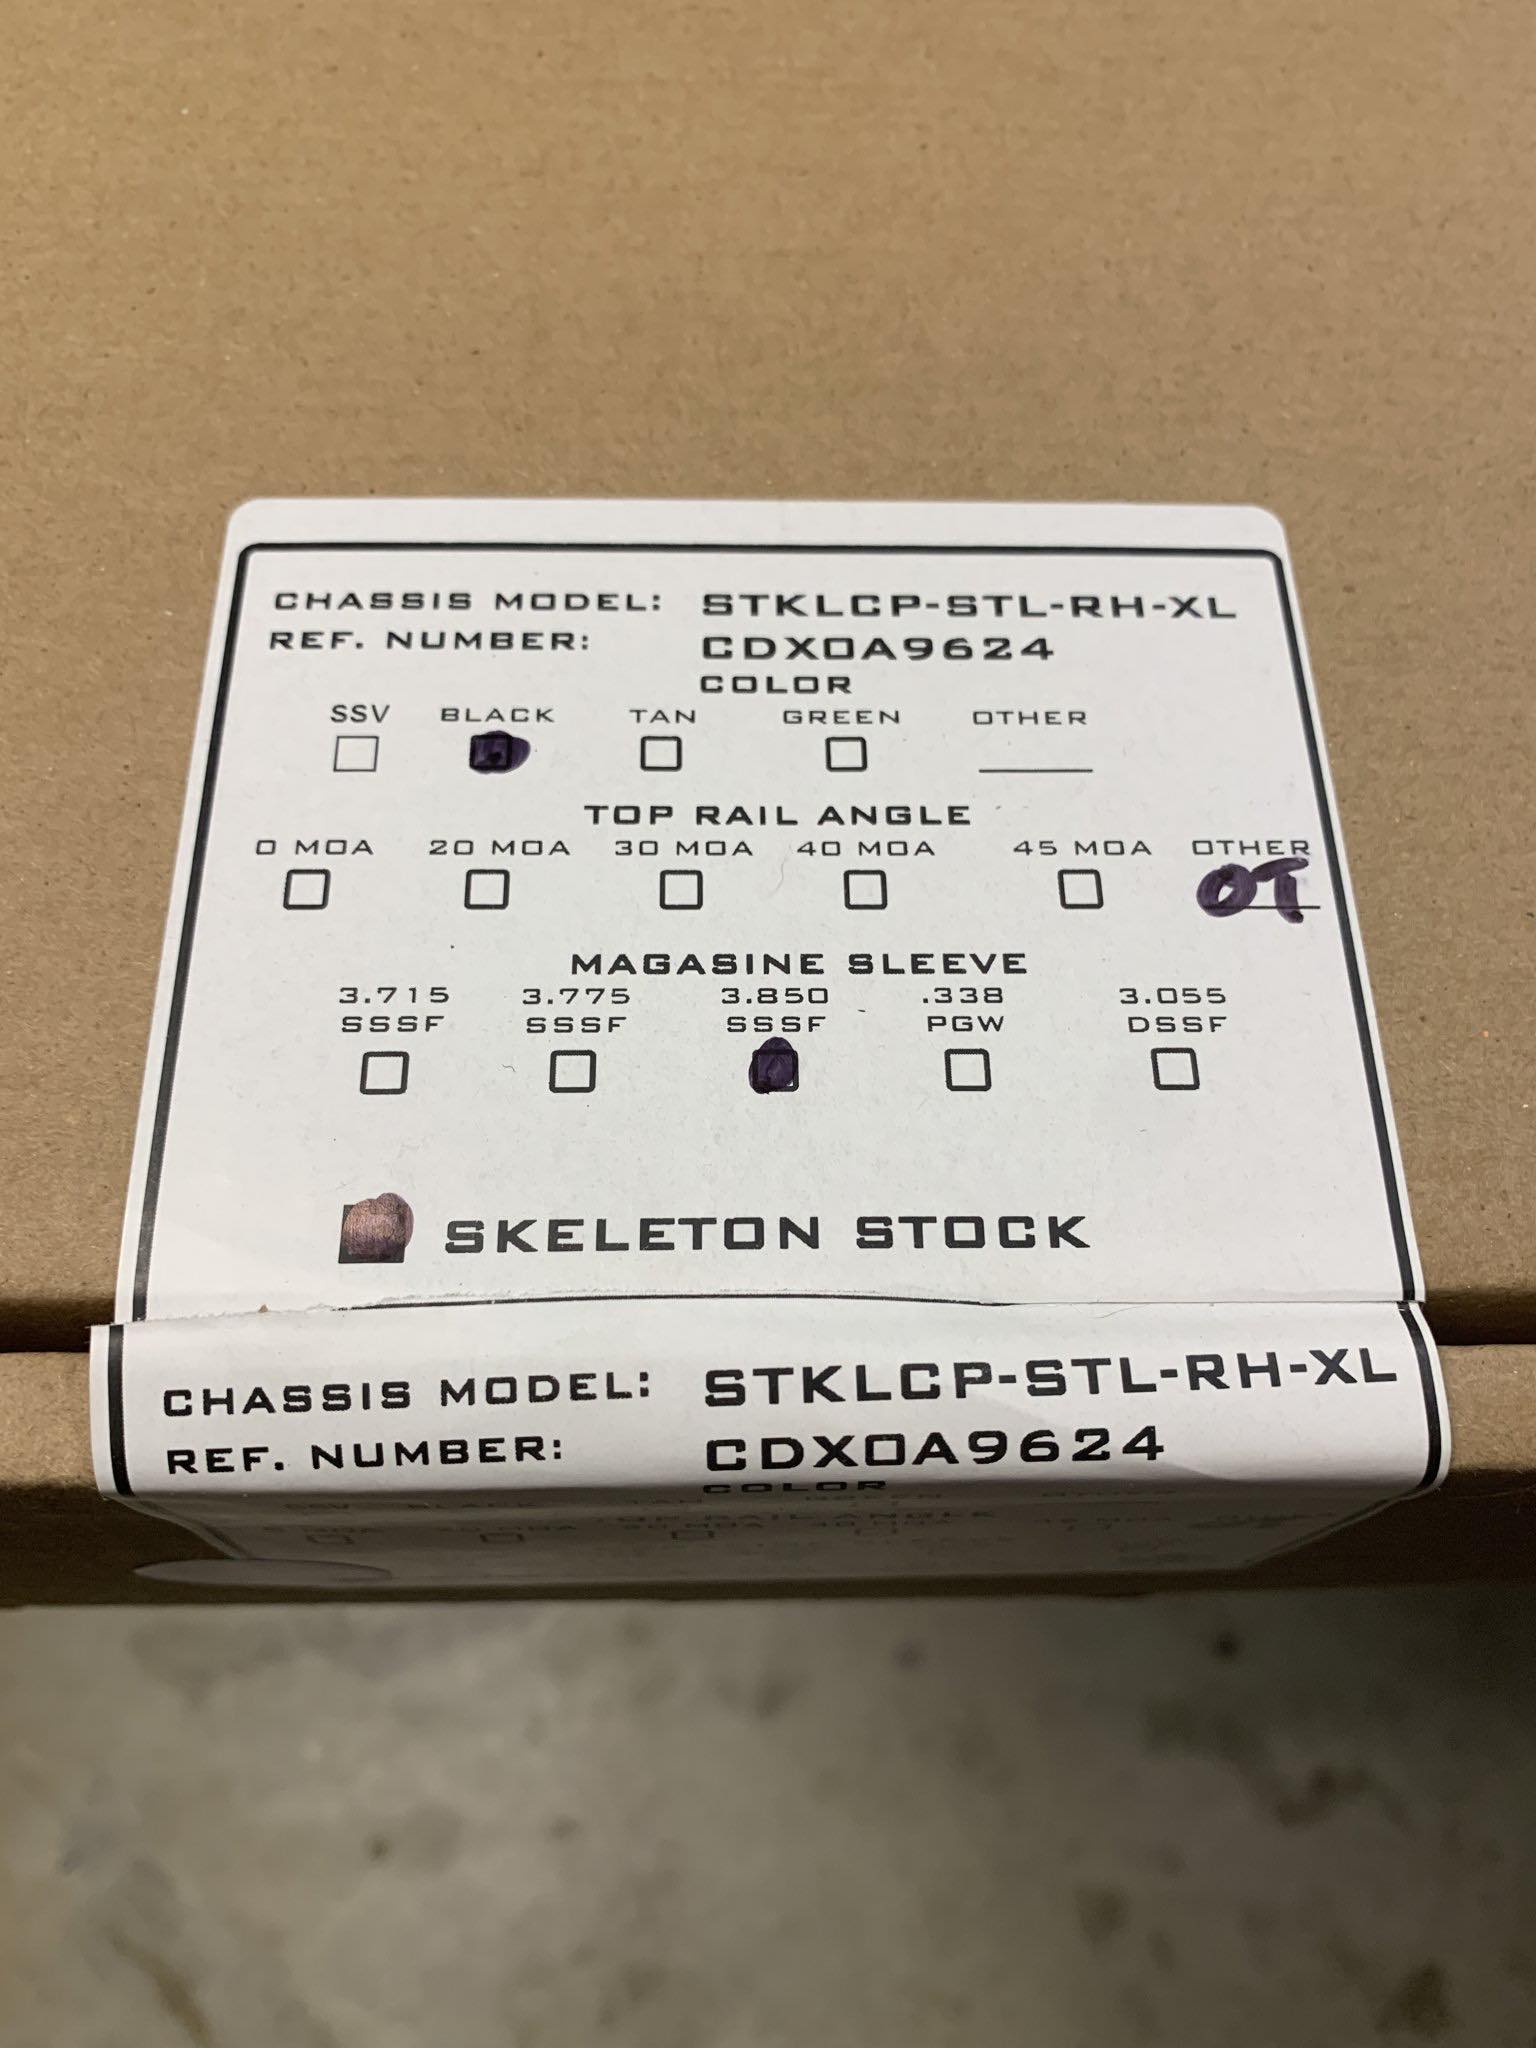 CHASSIS MODEL: STKLCP-STL-RH-XL
REF. NUMBER: CDX0A9624
COLOR
SSV BLACK TAN GREEN OTHER
TOP RAIL ANGLE
0 MOA 20 MOA 30 MOA 40 MOA 45 MOA OTHER
OT
MAGASINE SLEEVE
3.715 3.775 3.850 .338 3.055
SSSF SSSF SSSF PGW DSSF
SKELETON STOCK
CHASSIS MODEL: STKLCP-STL-RH-XL
REF. NUMBER: CDX0A9624
COLOR